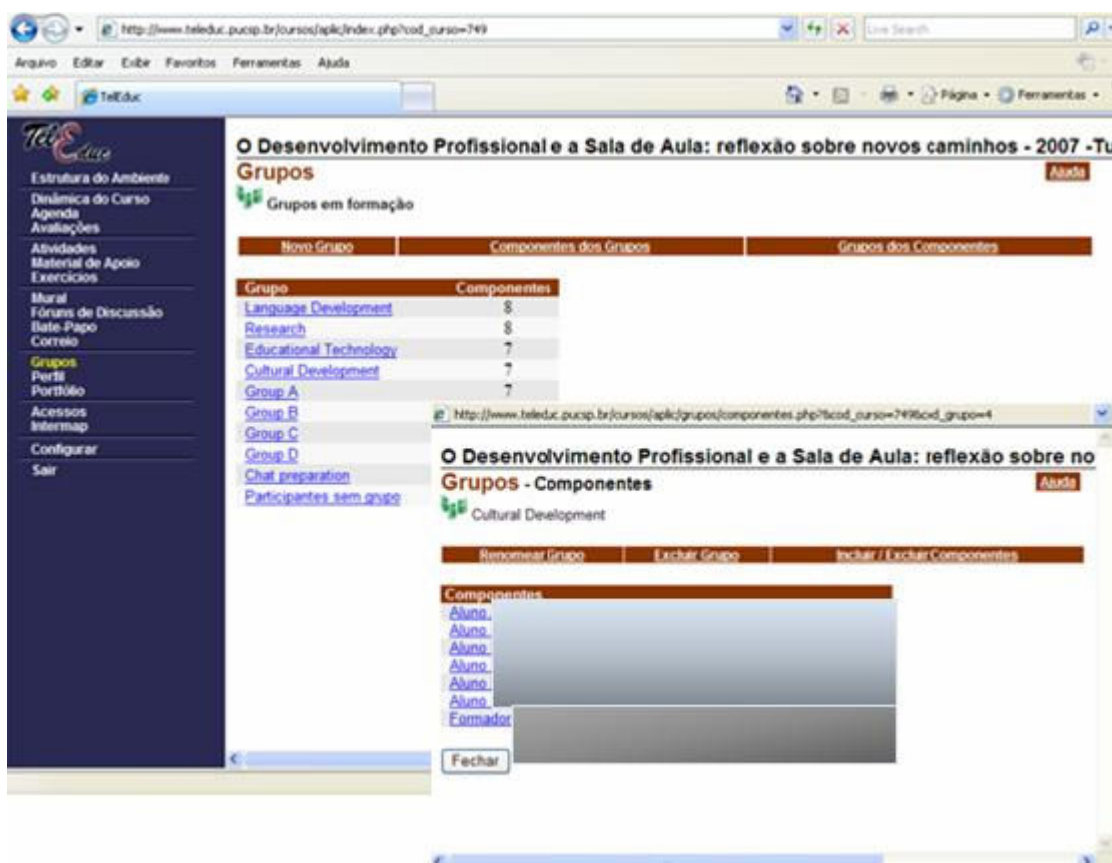 http://www.teleduc.pucsp.br/cursos/aplic/index.php?cod_curso=749
Live Search
Arquivo Editar Exibir Favoritos Ferramentas Ajuda
TelEduc
Página Ferramentas
TelEduc
Estrutura do Ambiente
Dinâmica do Curso
Agenda
Avaliações
Atividades
Material de Apoio
Exercícios
Mural
Fóruns de Discussão
Bate-Papo
Correio
Grupos
Perfil
Portfólio
Acessos
Intermap
Configurar
Sair
O Desenvolvimento Profissional e a Sala de Aula: reflexão sobre novos caminhos - 2007 -Tu
Grupos
Ajuda
Grupos em formação
Novo Grupo Componentes dos Grupos Grupos dos Componentes
Grupo Componentes
Language Development 8
Research 8
Educational Technology 7
Cultural Development 7
Group A 7
Group B
Group C
Group D
Chat preparation
Participantes sem grupo
http://www.teleduc.pucsp.br/cursos/aplic/grupos/componentes.php?&cod_curso=749&cod_grupo=4
O Desenvolvimento Profissional e a Sala de Aula: reflexão sobre no
Grupos - Componentes
Ajuda
Cultural Development
Renomear Grupo Excluir Grupo Incluir / Excluir Componentes
Componentes
Aluno
Aluno
Aluno
Aluno
Aluno
Aluno
Formador
Fechar